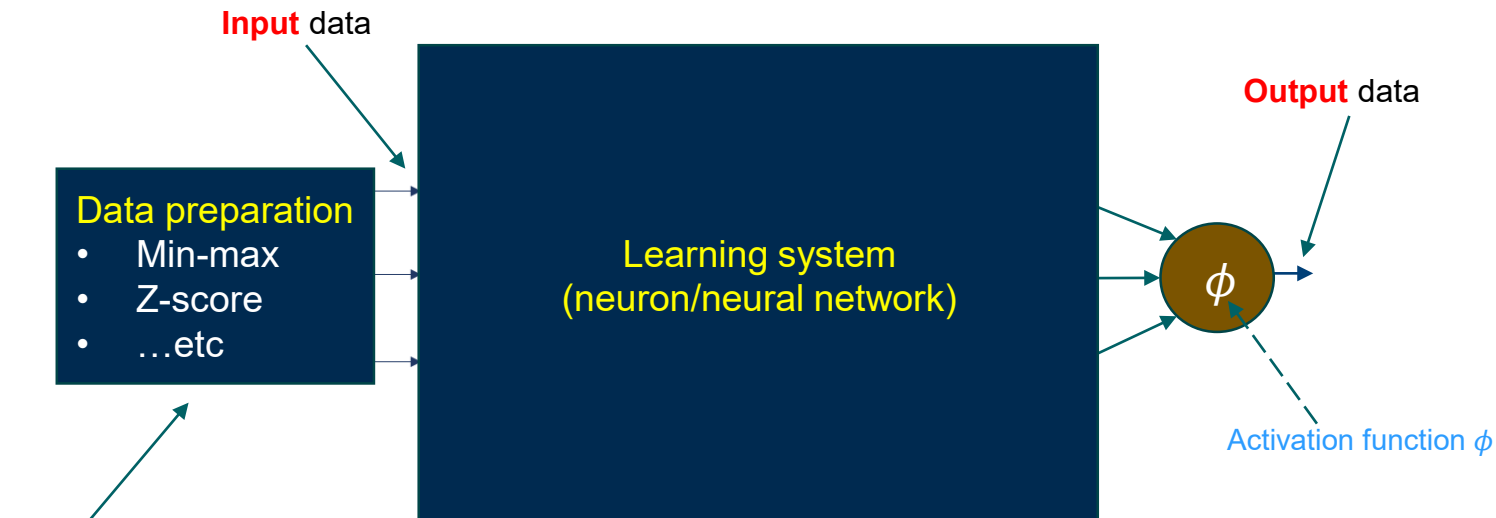 Input data
Output data
Data preparation
• Min-max
• Z-score
• …etc
Learning system
(neuron/neural network)
ϕ
Activation function ϕ